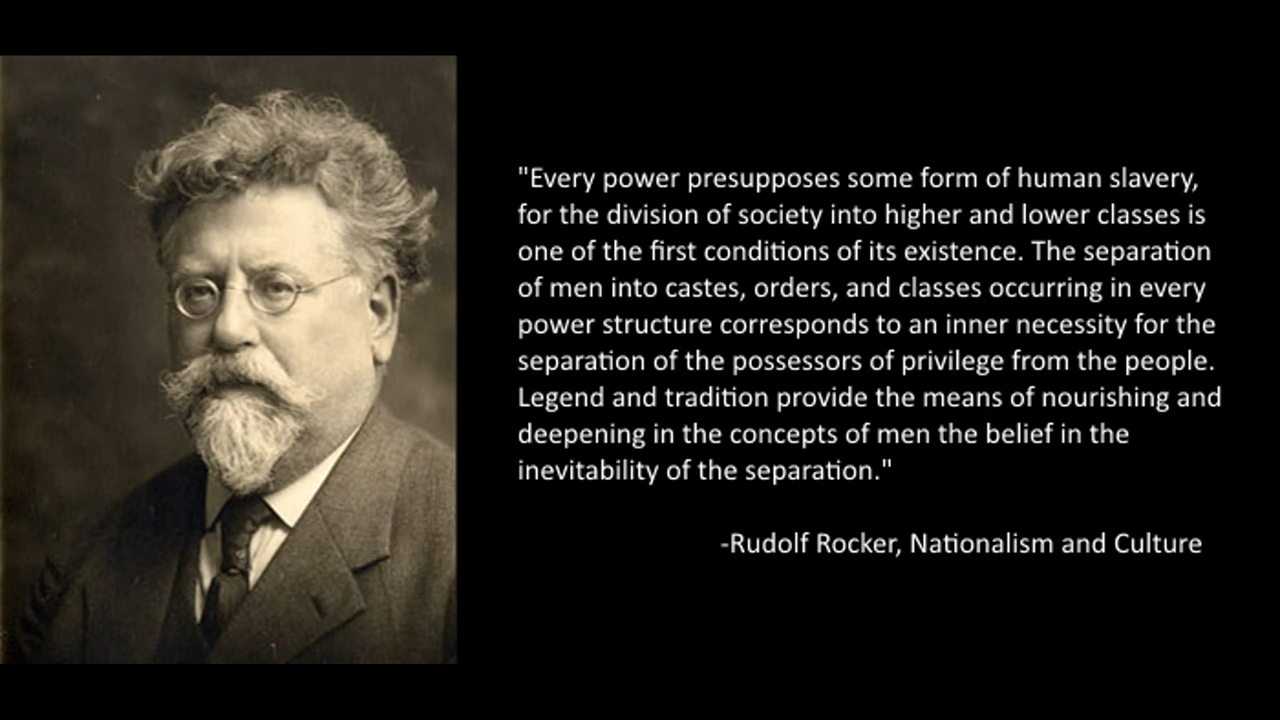 "Every power presupposes some form of human slavery,
for the division of society into higher and lower classes is
one of the first conditions of its existence. The separation
of men into castes, orders, and classes occurring in every
power structure corresponds to an inner necessity for the
separation of the possessors of privilege from the people.
Legend and tradition provide the means of nourishing and
deepening in the concepts of men the belief in the
inevitability of the separation."
-Rudolf Rocker, Nationalism and Culture